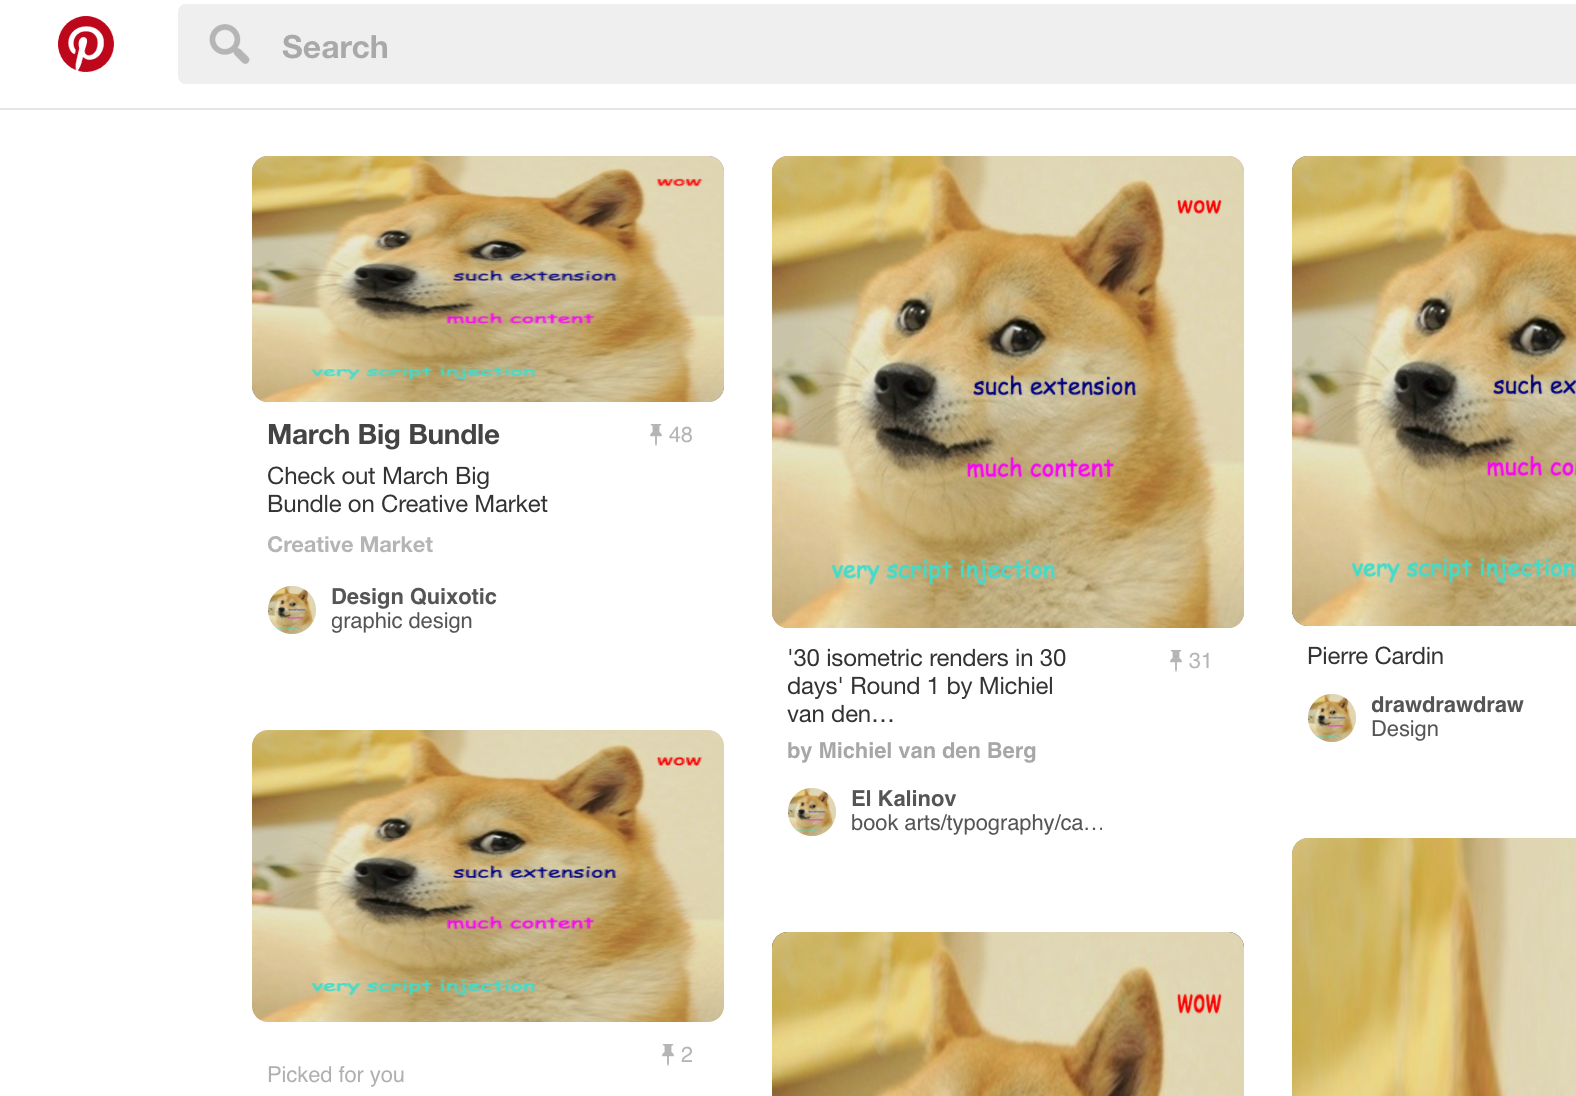 Search
wow
such extension
much content
very script injection
March Big Bundle
48
Check out March Big
Bundle on Creative Market
Creative Market
Design Quixotic
graphic design
wow
such extension
much content
very script injection
2
Picked for you
wow
such extension
much content
very script injection
'30 isometric renders in 30
days' Round 1 by Michiel
van den…
31
by Michiel van den Berg
El Kalinov
book arts/typography/ca…
wow
such ex
much co
very script injection
Pierre Cardin
drawdrawdraw
Design